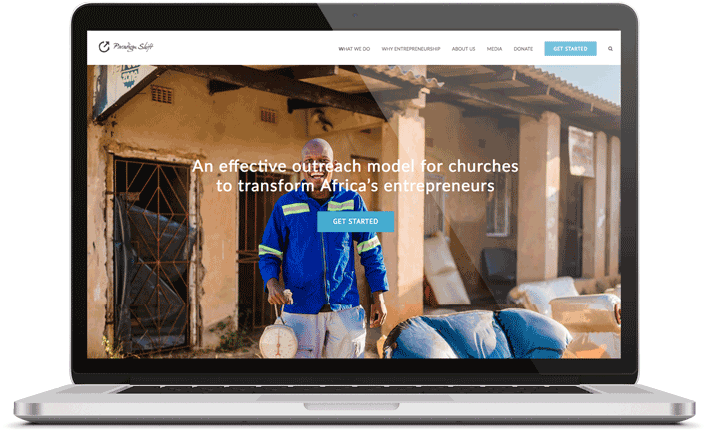 Paradigm Shift
WHAT WE DO
WHY ENTREPRENEURSHIP
ABOUT US
MEDIA
DONATE
GET STARTED
An effective outreach model for churches
to transform Africa's entrepreneurs
GET STARTED